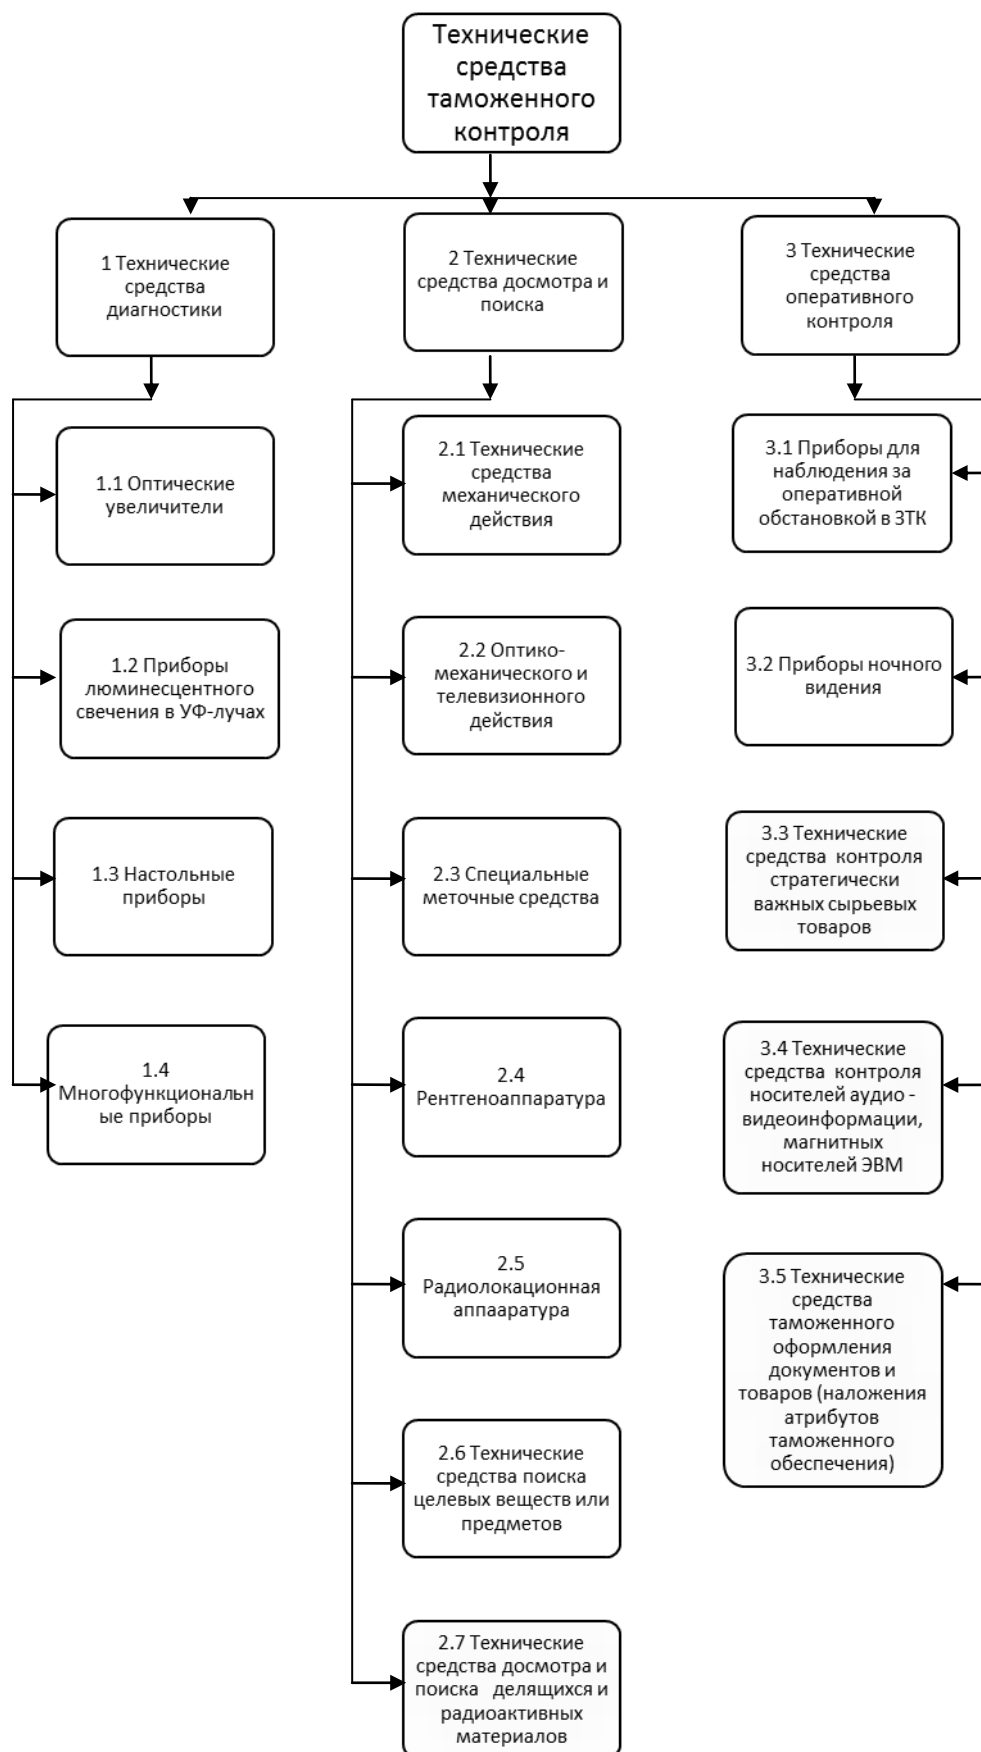 Технические
средства
таможенного
контроля
1 Технические
средства
диагностики
2 Технические
средства досмотра и
поиска
3 Технические
средства
оперативного
контроля
1.1 Оптические
увеличители
1.2 Приборы
люминесцентного
свечения в УФ-лучах
1.3 Настольные
приборы
1.4
Многофункциональн
ые приборы
2.1 Технические
средства
механического
действия
2.2 Оптико-
механического и
телевизионного
действия
2.3 Специальные
меточные средства
2.4
Рентгеноаппаратура
2.5
Радиолокационная
аппааратура
2.6 Технические
средства поиска
целевых веществ или
предметов
2.7 Технические
средства досмотра и
поиска делящихся и
радиоактивных
материалов
3.1 Приборы для
наблюдения за
оперативной
обстановкой в ЗТК
3.2 Приборы ночного
видения
3.3 Технические
средства контроля
стратегически
важных сырьевых
товаров
3.4 Технические
средства контроля
носителей аудио -
видеоинформации,
магнитных
носителей ЭВМ
3.5 Технические
средства
таможенного
оформления
документов и
товаров (наложения
атрибутов
таможенного
обеспечения)